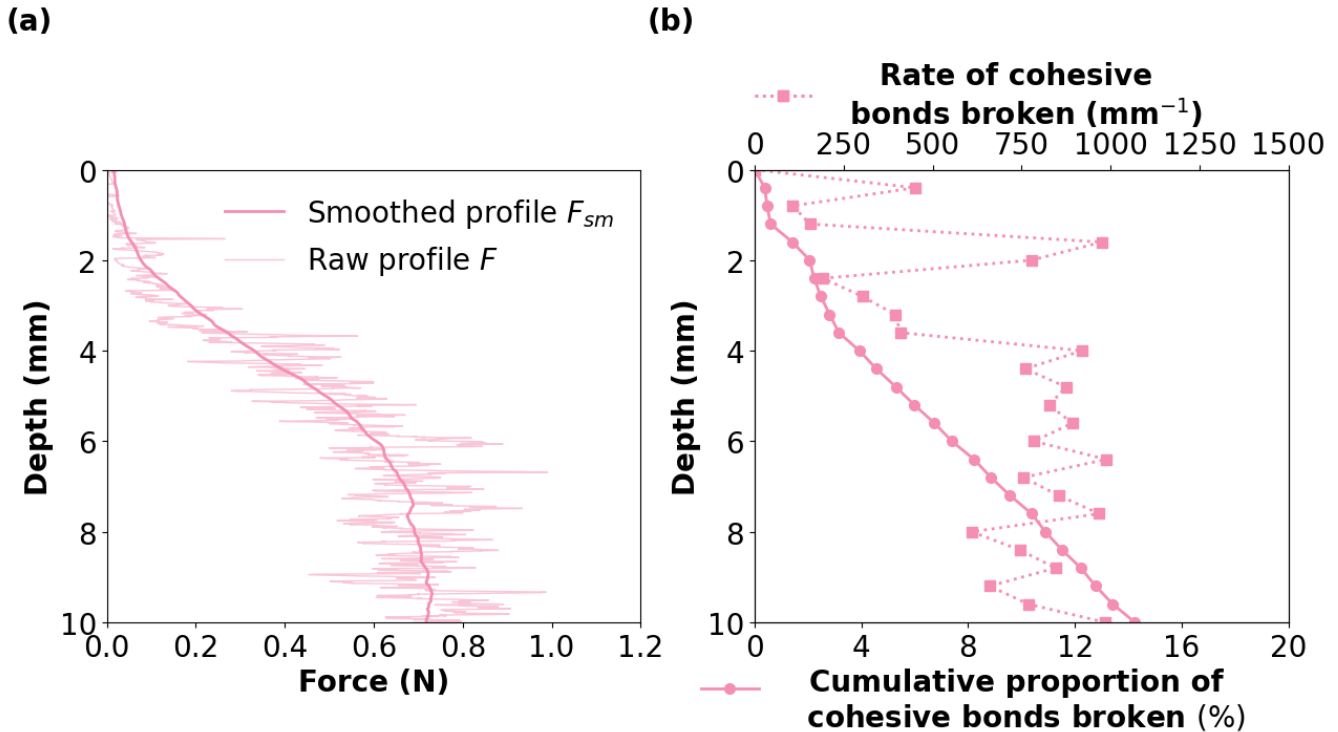 (a)
(b)
Rate of cohesive
bonds broken (mm⁻¹)
0 250 500 750 1000 1250 1500
0
2
4
6
8
10
Depth (mm)
Smoothed profile Fsm
Raw profile F
0.0 0.2 0.4 0.6 0.8 1.0 1.2
Force (N)
0
2
4
6
8
10
Depth (mm)
0 4 8 12 16 20
Cumulative proportion of
cohesive bonds broken (%)